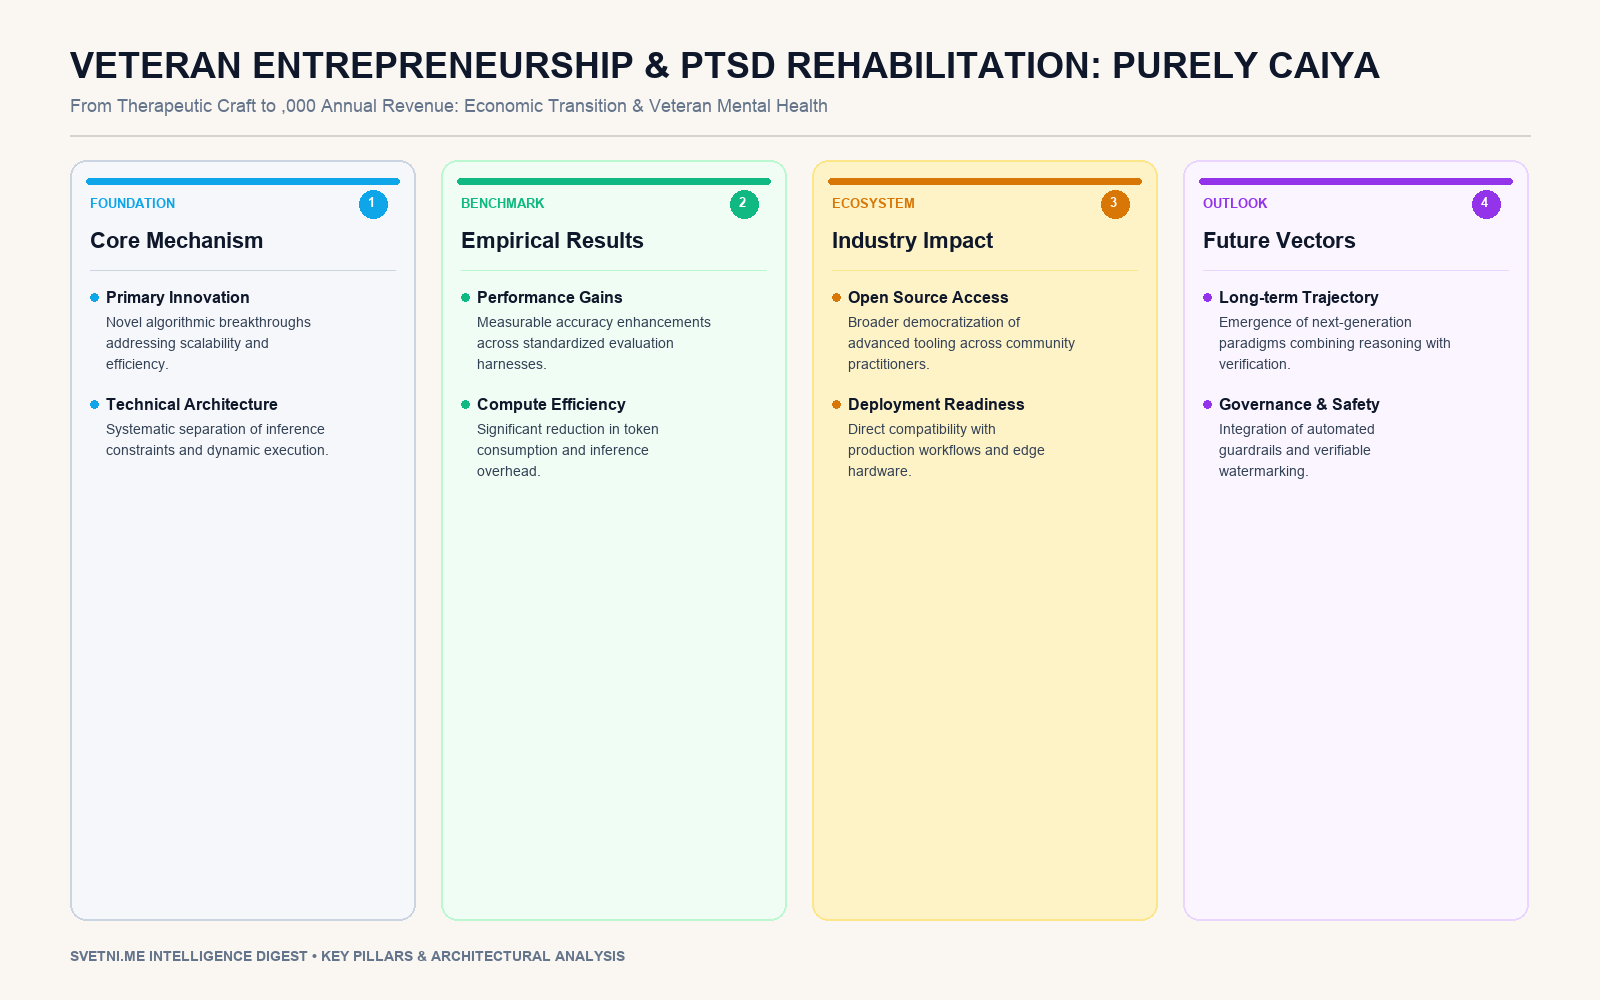 VETERAN ENTREPRENEURSHIP & PTSD REHABILITATION: PURELY CAIYA
From Therapeutic Craft to ,000 Annual Revenue: Economic Transition & Veteran Mental Health
FOUNDATION
1
Core Mechanism
Primary Innovation
Novel algorithmic breakthroughs
addressing scalability and
efficiency.
Technical Architecture
Systematic separation of inference
constraints and dynamic execution.
BENCHMARK
2
Empirical Results
Performance Gains
Measurable accuracy enhancements
across standardized evaluation
harnesses.
Compute Efficiency
Significant reduction in token
consumption and inference
overhead.
ECOSYSTEM
3
Industry Impact
Open Source Access
Broader democratization of
advanced tooling across community
practitioners.
Deployment Readiness
Direct compatibility with
production workflows and edge
hardware.
OUTLOOK
4
Future Vectors
Long-term Trajectory
Emergence of next-generation
paradigms combining reasoning with
verification.
Governance & Safety
Integration of automated
guardrails and verifiable
watermarking.
SVETNI.ME INTELLIGENCE DIGEST • KEY PILLARS & ARCHITECTURAL ANALYSIS